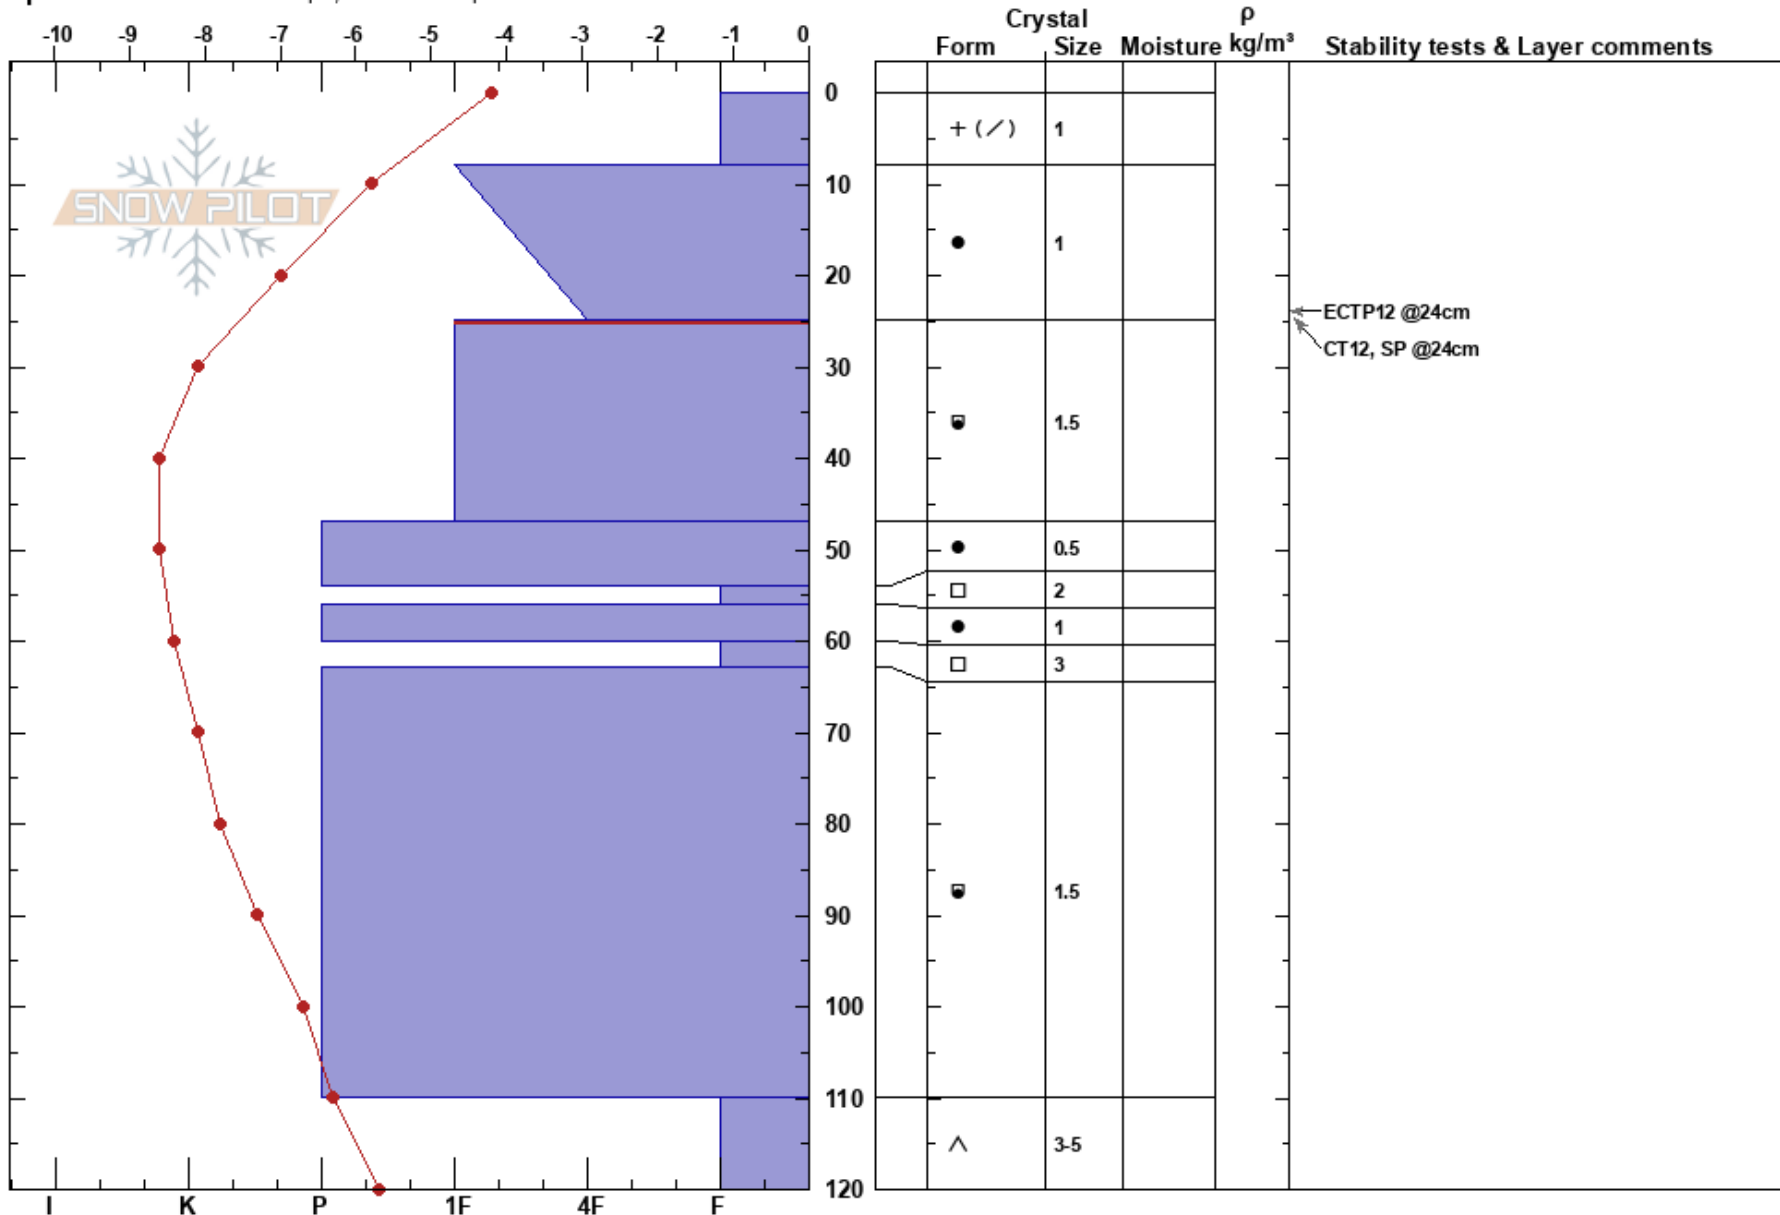 Crystal ρ
Form Size Moisture kg/m³ Stability tests & Layer comments
-10 -9 -8 -7 -6 -5 -4 -3 -2 -1 0
SNOW PILOT
0
+ (/) 1
10
● 1
20
ECTP12 @24cm
CT12, SP @24cm
30
1.5
40
50
● 0.5
□ 2
● 1
60
□ 3
70
80
1.5
90
100
110
∧ 3-5
120
I K P 1F 4F F